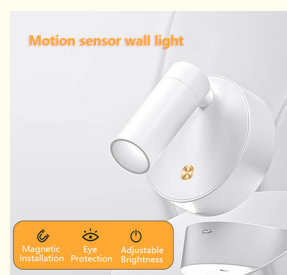 Motion sensor wall light
Magnetic Installation
Eye Protection
Adjustable Brightness